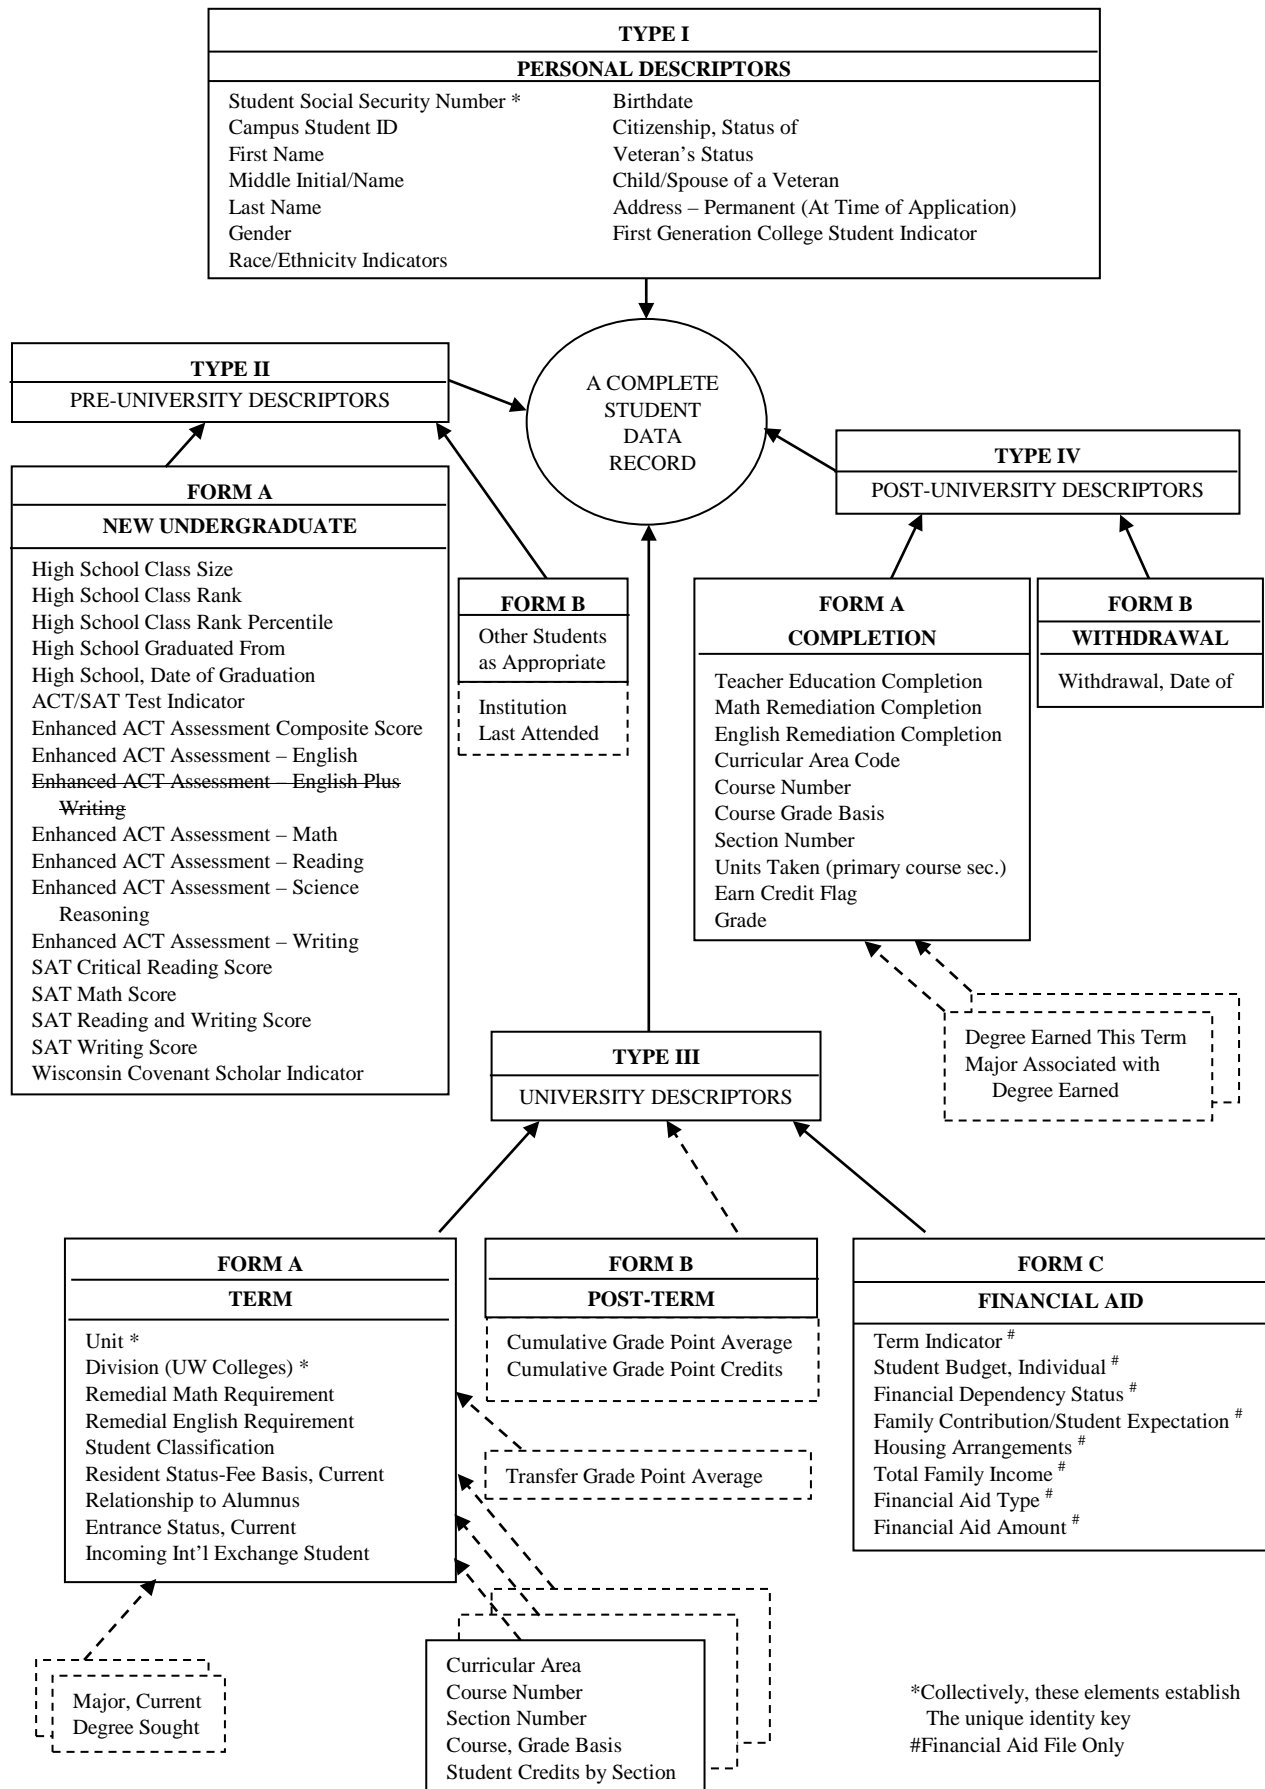 TYPE I
PERSONAL DESCRIPTORS
Student Social Security Number *
Campus Student ID
First Name
Middle Initial/Name
Last Name
Gender
Race/Ethnicity Indicators
Birthdate
Citizenship, Status of
Veteran’s Status
Child/Spouse of a Veteran
Address – Permanent (At Time of Application)
First Generation College Student Indicator
A COMPLETE
STUDENT
DATA
RECORD
TYPE II
PRE-UNIVERSITY DESCRIPTORS
FORM A
NEW UNDERGRADUATE
High School Class Size
High School Class Rank
High School Class Rank Percentile
High School Graduated From
High School, Date of Graduation
ACT/SAT Test Indicator
Enhanced ACT Assessment Composite Score
Enhanced ACT Assessment – English
Enhanced ACT Assessment – English Plus
Writing
Enhanced ACT Assessment – Math
Enhanced ACT Assessment – Reading
Enhanced ACT Assessment – Science
Reasoning
Enhanced ACT Assessment – Writing
SAT Critical Reading Score
SAT Math Score
SAT Reading and Writing Score
SAT Writing Score
Wisconsin Covenant Scholar Indicator
FORM B
Other Students
as Appropriate
Institution
Last Attended
TYPE IV
POST-UNIVERSITY DESCRIPTORS
FORM A
COMPLETION
Teacher Education Completion
Math Remediation Completion
English Remediation Completion
Curricular Area Code
Course Number
Course Grade Basis
Section Number
Units Taken (primary course sec.)
Earn Credit Flag
Grade
FORM B
WITHDRAWAL
Withdrawal, Date of
Degree Earned This Term
Major Associated with
Degree Earned
TYPE III
UNIVERSITY DESCRIPTORS
FORM A
TERM
Unit *
Division (UW Colleges) *
Remedial Math Requirement
Remedial English Requirement
Student Classification
Resident Status-Fee Basis, Current
Relationship to Alumnus
Entrance Status, Current
Incoming Int’l Exchange Student
FORM B
POST-TERM
Cumulative Grade Point Average
Cumulative Grade Point Credits
Transfer Grade Point Average
FORM C
FINANCIAL AID
Term Indicator #
Student Budget, Individual #
Financial Dependency Status #
Family Contribution/Student Expectation #
Housing Arrangements #
Total Family Income #
Financial Aid Type #
Financial Aid Amount #
Major, Current
Degree Sought
Curricular Area
Course Number
Section Number
Course, Grade Basis
Student Credits by Section
*Collectively, these elements establish
The unique identity key
#Financial Aid File Only